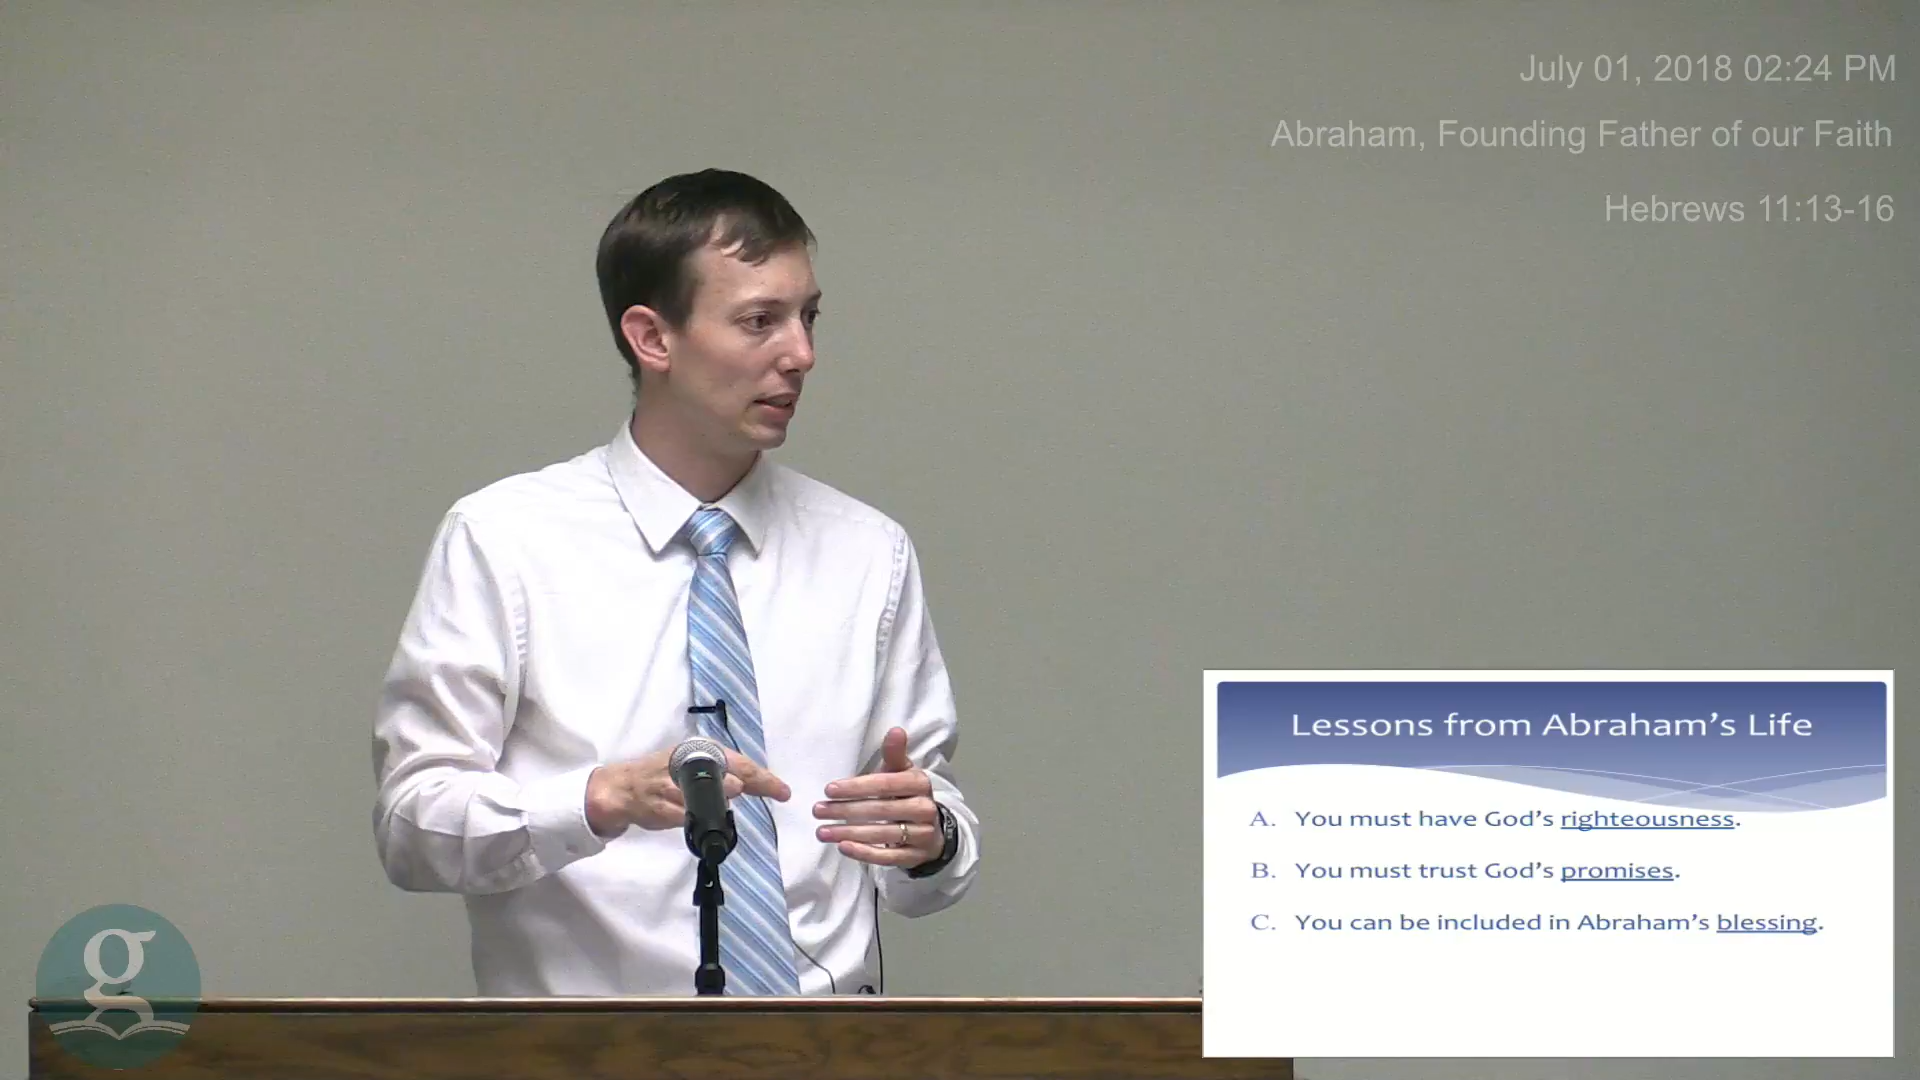 July 01, 2018 02:24 PM
Abraham, Founding Father of our Faith
Hebrews 11:13-16
Lessons from Abraham's Life
A. You must have God's righteousness.
B. You must trust God's promises.
C. You can be included in Abraham's blessing.
g